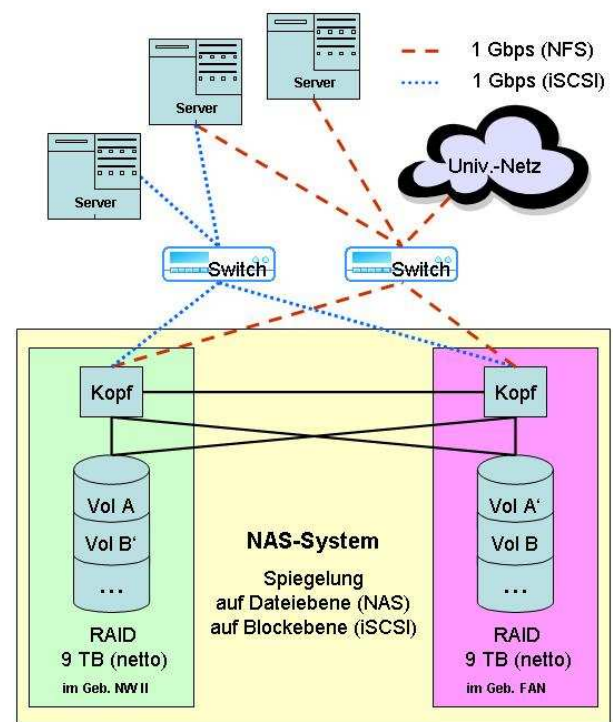 1 Gbps (NFS)
1 Gbps (iSCSI)
Server
Server
Server
Univ.-Netz
Switch
Switch
Kopf
Kopf
Vol A
Vol B'
...
Vol A'
Vol B
...
NAS-System
Spiegelung
auf Dateiebene (NAS)
auf Blockebene (iSCSI)
RAID
9 TB (netto)
im Geb. NW II
RAID
9 TB (netto)
im Geb. FAN